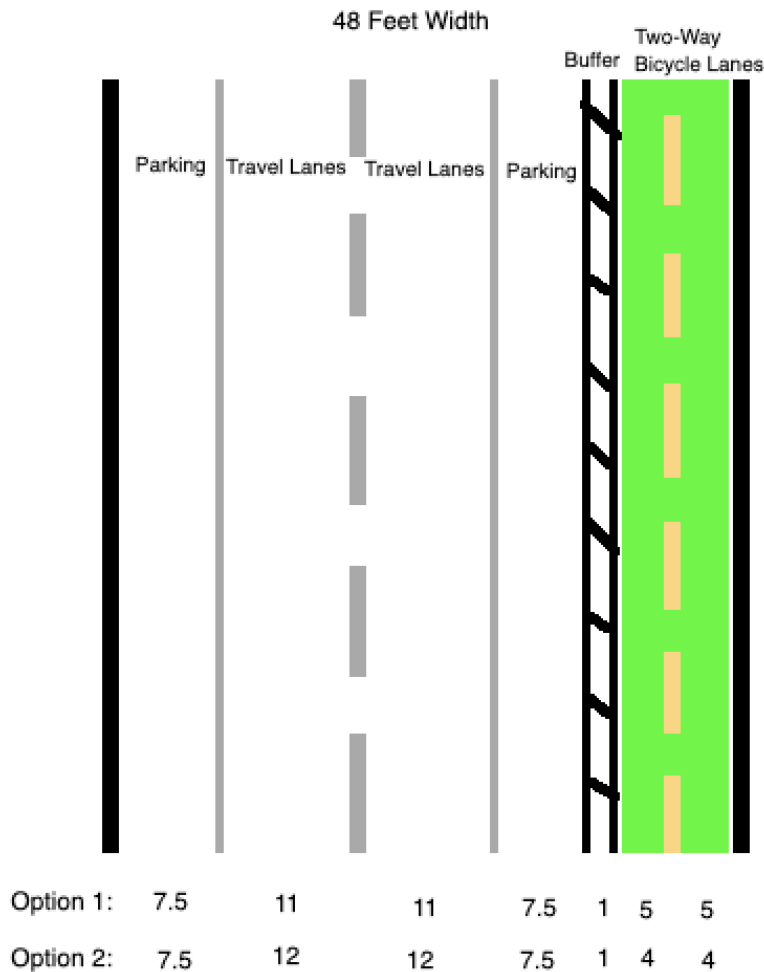 48 Feet Width
Two-Way
Buffer Bicycle Lanes
Parking Travel Lanes Travel Lanes Parking
Option 1: 7.5 11 11 7.5 1 5 5
Option 2: 7.5 12 12 7.5 1 4 4